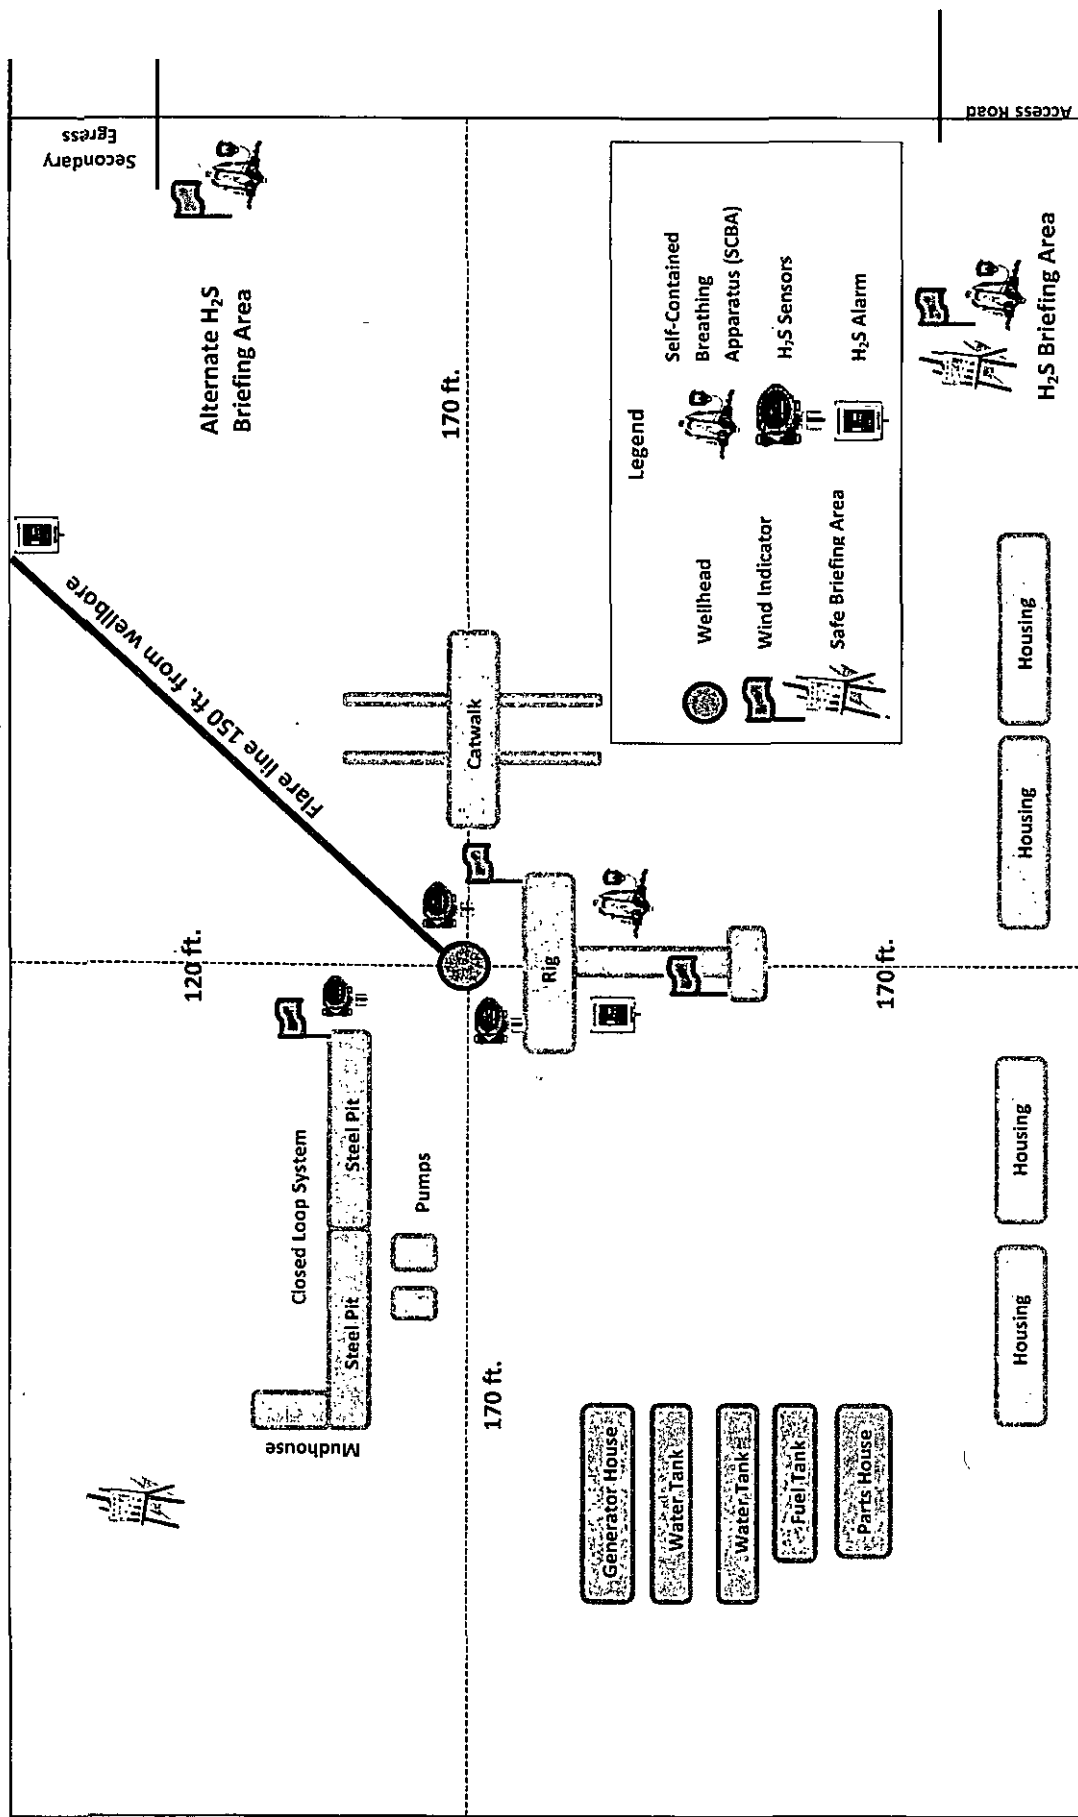 Secondary
Egress
Access Road
Alternate H₂S
Briefing Area
170 ft.
Flare line 150 ft. from wellbore
120 ft.
Catwalk
Rig
170 ft.
Closed Loop System
Steel Pit
Steel Pit
Pumps
Mudhouse
170 ft.
Generator House
Water Tank
Water Tank
Fuel Tank
Parts House
Housing
Housing
Housing
Housing
H₂S Briefing Area
Legend
Wellhead
Wind Indicator
Safe Briefing Area
Self-Contained
Breathing
Apparatus (SCBA)
H₂S Sensors
H₂S Alarm